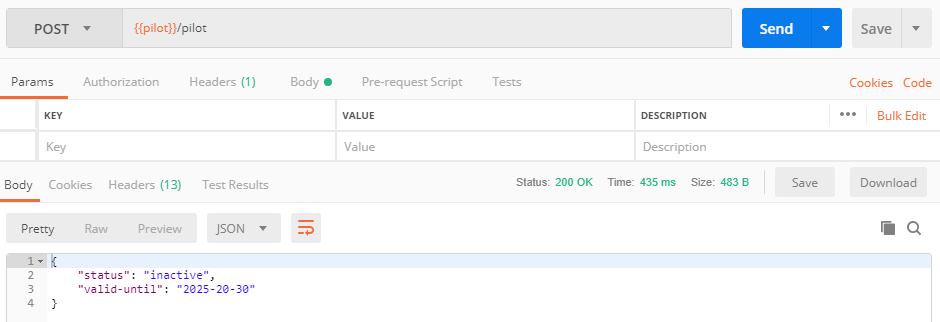 POST {{pilot}}/pilot Send Save
Params Authorization Headers (1) Body Pre-request Script Tests Cookies Code
KEY VALUE DESCRIPTION ••• Bulk Edit
Key Value Description
Body Cookies Headers (13) Test Results Status: 200 OK Time: 435 ms Size: 483 B Save Download
Pretty Raw Preview JSON
1 {
2 "status": "inactive",
3 "valid-until": "2025-20-30"
4 }